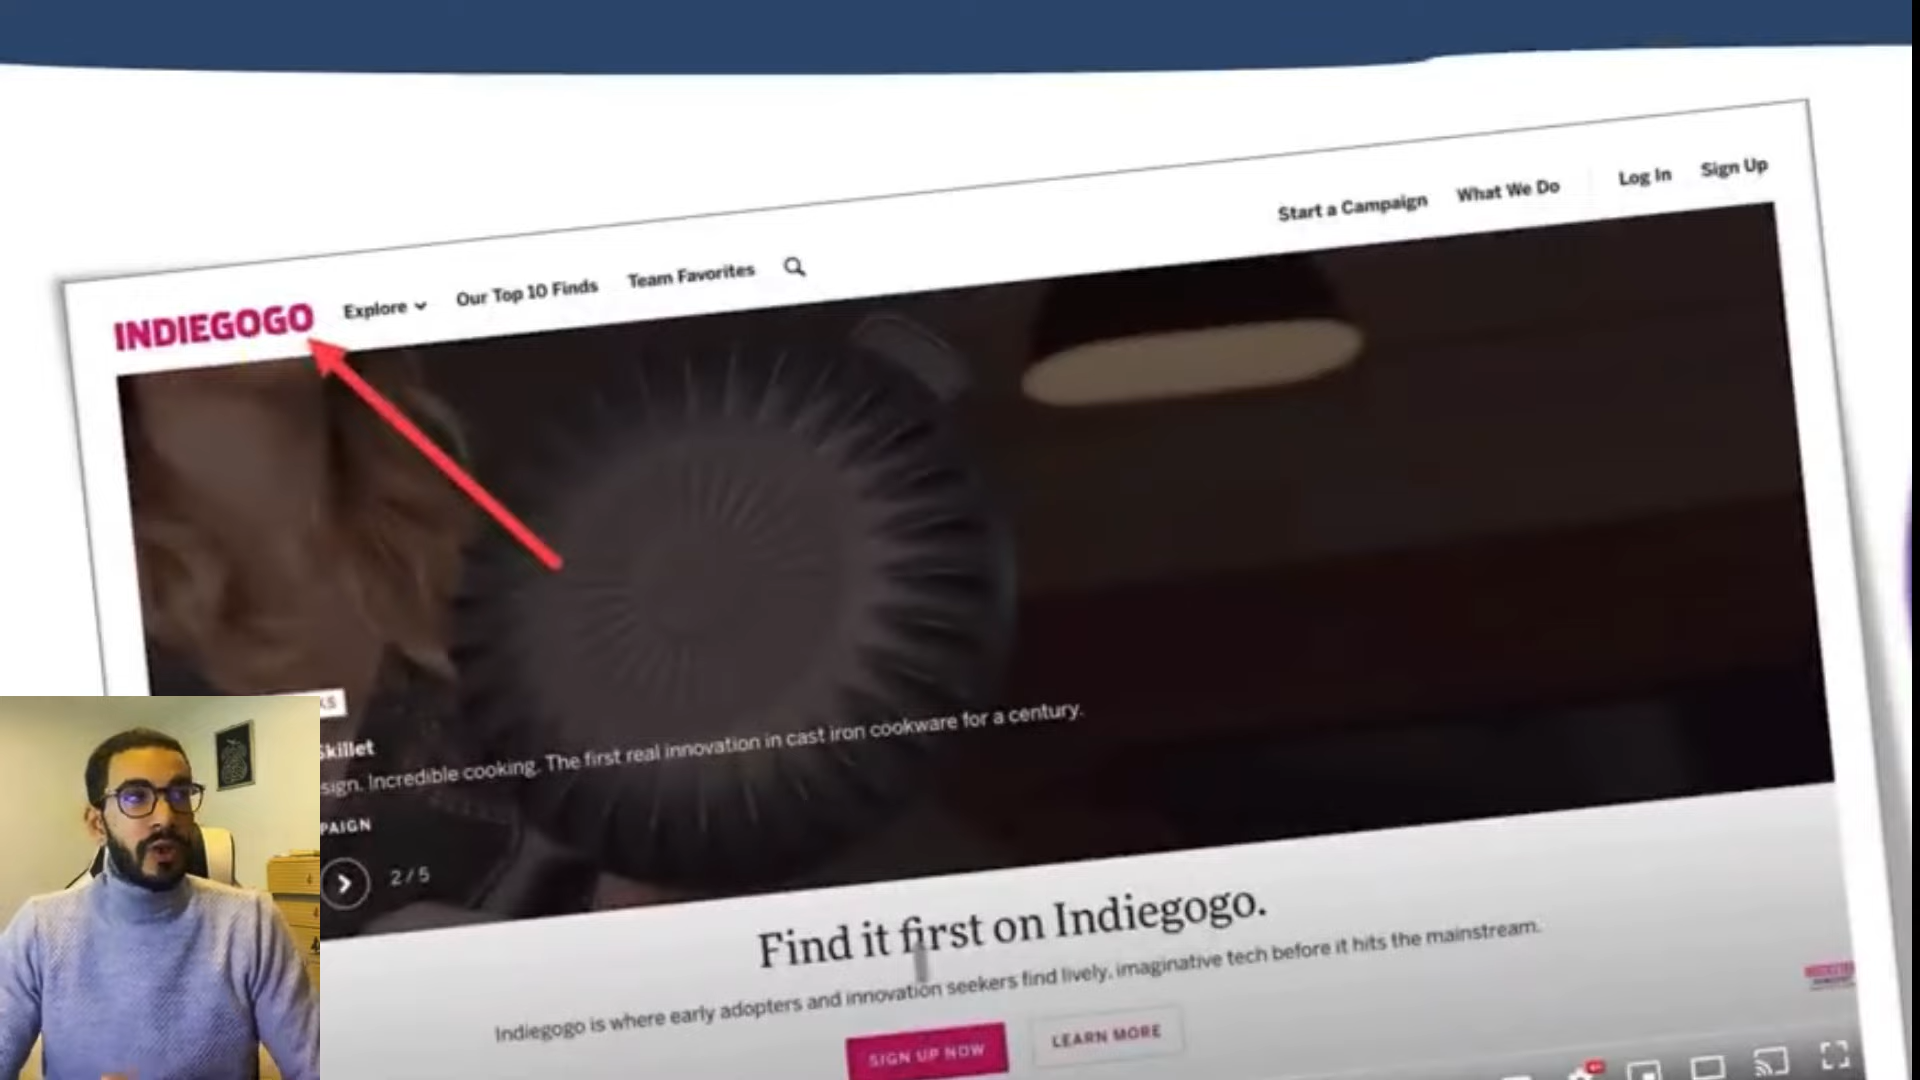 INDIEGOGO Explore Our Top 10 Finds Team Favorites Start a Campaign What We Do Log In Sign Up
Skillet
sign. Incredible cooking. The first real innovation in cast iron cookware for a century.
PAIGN
2 / 5
Find it first on Indiegogo.
Indiegogo is where early adopters and innovation seekers find lively, imaginative tech before it hits the mainstream.
SIGN UP NOW LEARN MORE